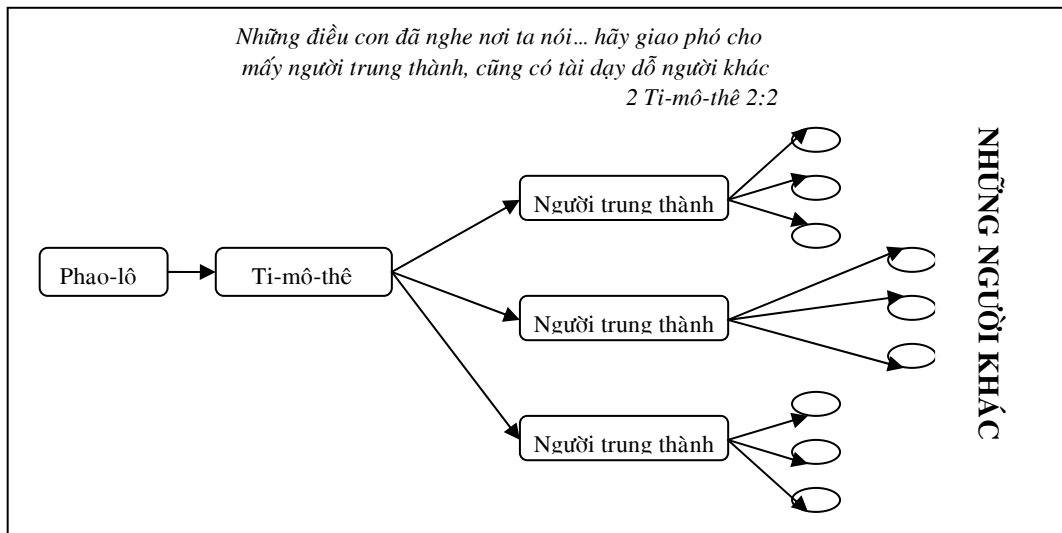 Những điều con đã nghe nơi ta nói... hãy giao phó cho
mấy người trung thành, cũng có tài dạy dỗ người khác
2 Ti-mô-thê 2:2
Phao-lô
Ti-mô-thê
Người trung thành
Người trung thành
Người trung thành
NHỮNG NGƯỜI KHÁC